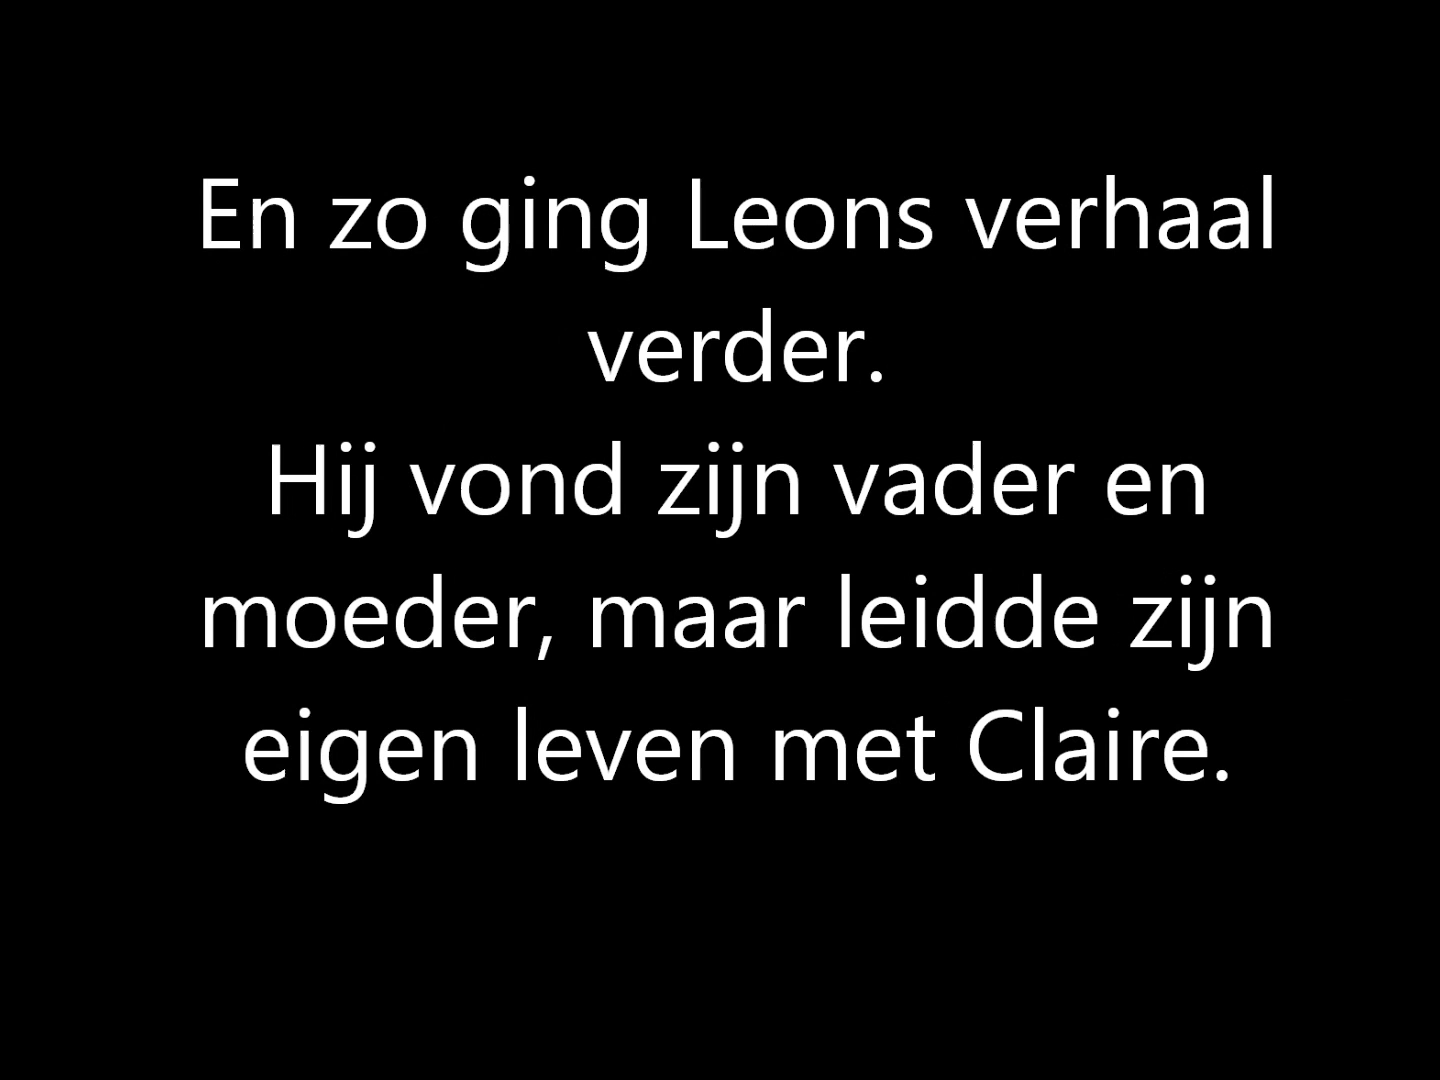 En zo ging Leons verhaal
verder.
Hij vond zijn vader en
moeder, maar leidde zijn
eigen leven met Claire.